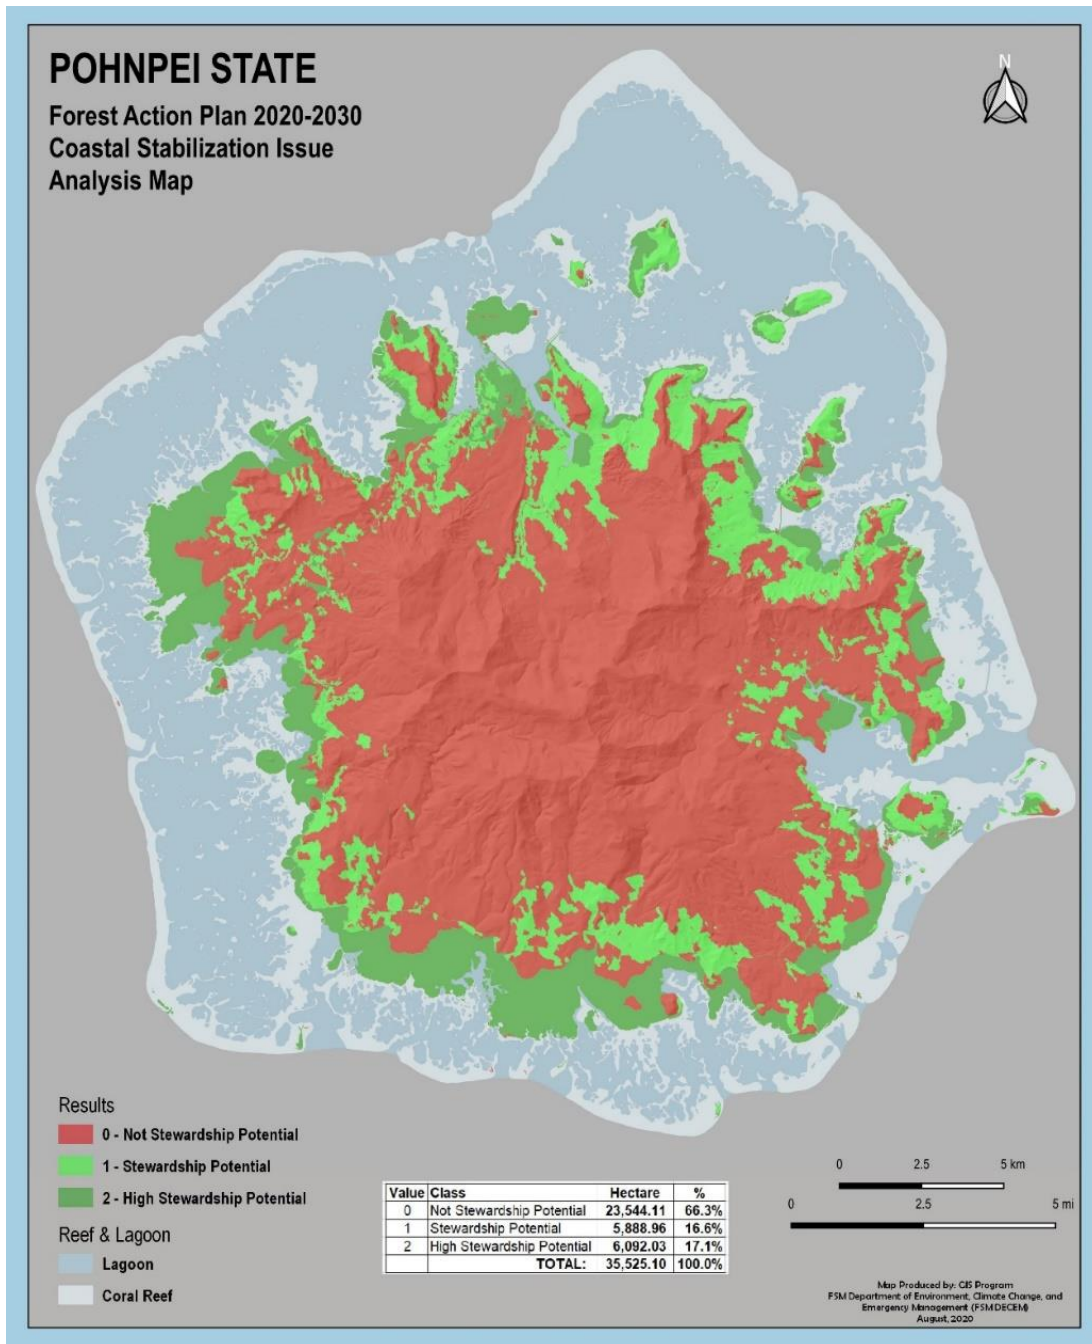 POHNPEI STATE
Forest Action Plan 2020-2030
Coastal Stabilization Issue
Analysis Map
N
Results
0 - Not Stewardship Potential
1 - Stewardship Potential
2 - High Stewardship Potential
Reef & Lagoon
Lagoon
Coral Reef
Value Class Hectare %
0 Not Stewardship Potential 23,544.11 66.3%
1 Stewardship Potential 5,888.96 16.6%
2 High Stewardship Potential 6,092.03 17.1%
TOTAL: 35,525.10 100.0%
0 2.5 5 km
0 2.5 5 mi
Map Produced by: GIS Program
FSM Department of Environment, Climate Change, and
Emergency Management (FSM DECEM)
August, 2020